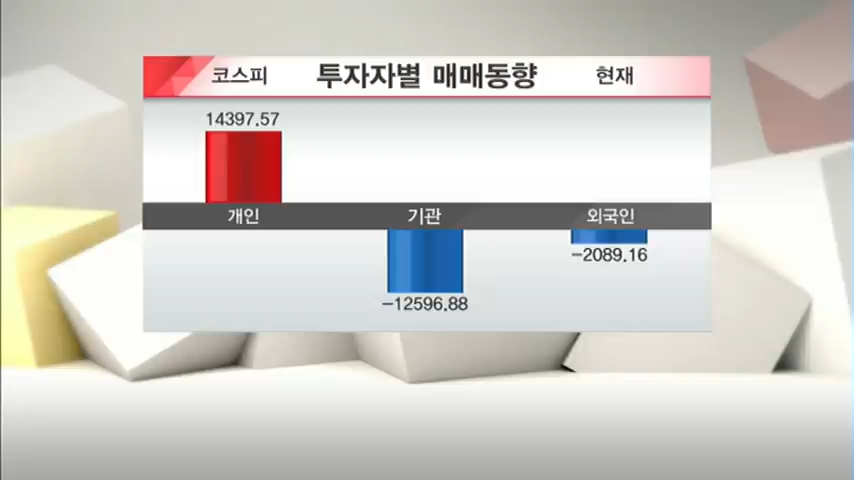 코스피 투자자별 매매동향 현재
14397.57
개인 기관 외국인
-2089.16
-12596.88